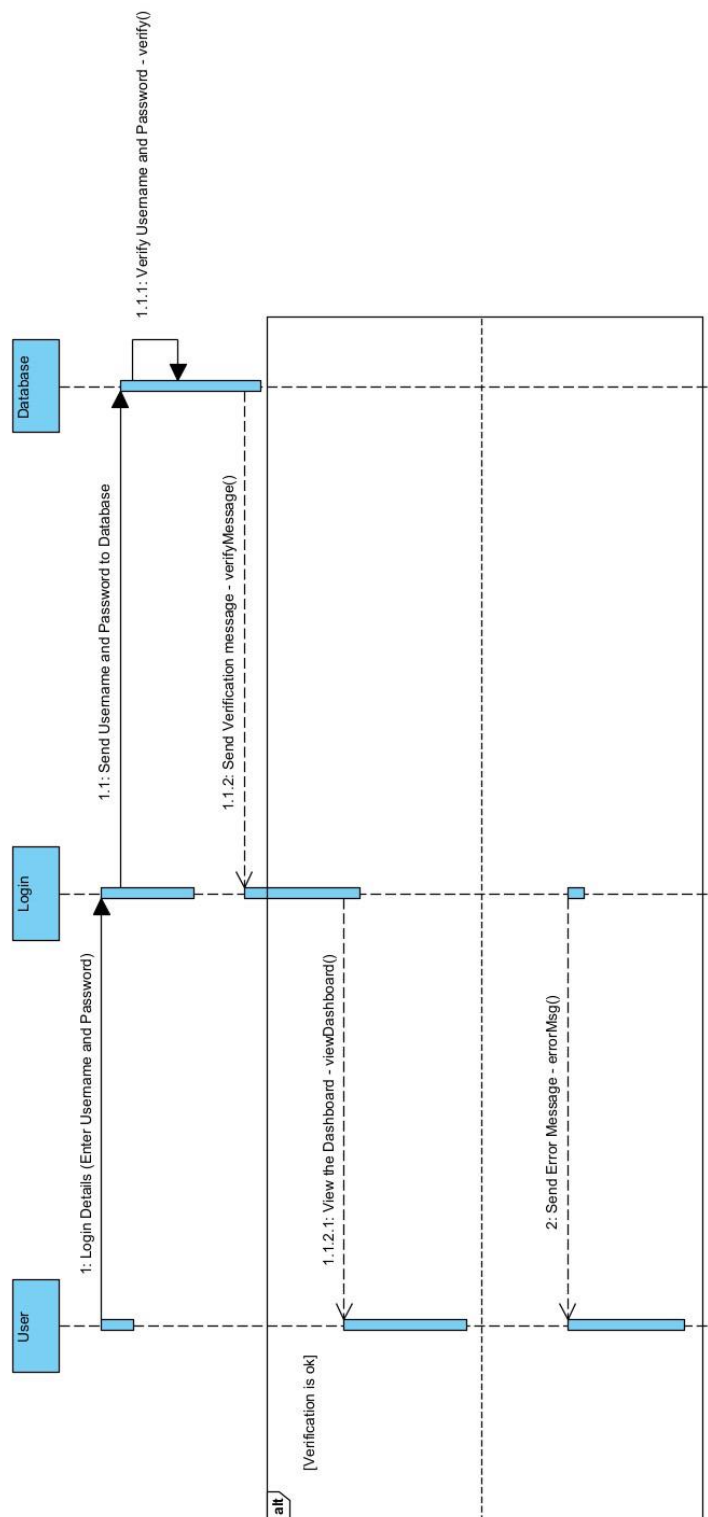 User
Login
Database
1: Login Details (Enter Username and Password)
1.1: Send Username and Password to Database
1.1.1: Verify Username and Password - verify()
1.1.2: Send Verification message - verifyMessage()
alt
[Verification is ok]
1.1.2.1: View the Dashboard - viewDashboard()
2: Send Error Message - errorMsg()